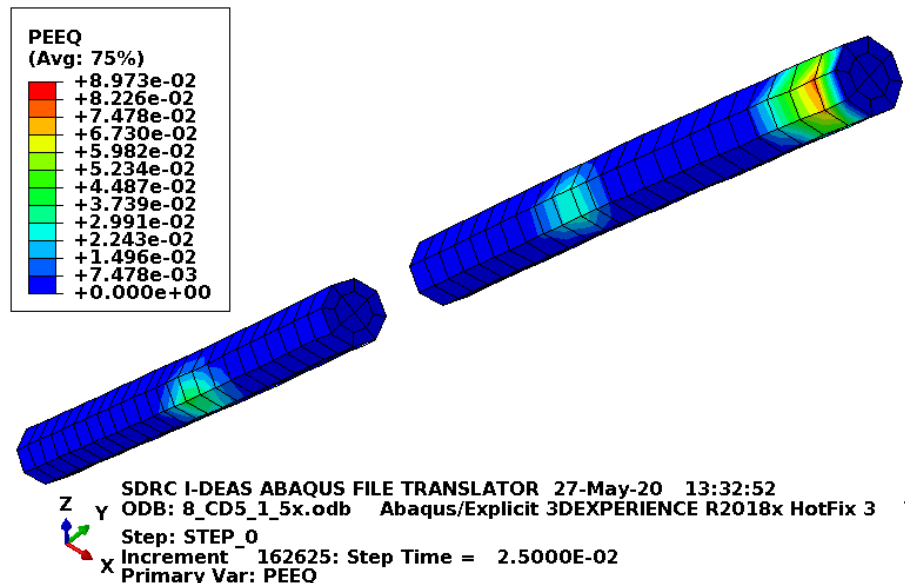 PEEQ
(Avg: 75%)
+8.973e-02
+8.226e-02
+7.478e-02
+6.730e-02
+5.982e-02
+5.234e-02
+4.487e-02
+3.739e-02
+2.991e-02
+2.243e-02
+1.496e-02
+7.478e-03
+0.000e+00
SDRC I-DEAS ABAQUS FILE TRANSLATOR 27-May-20 13:32:52
ODB: 8_CD5_1_5x.odb Abaqus/Explicit 3DEXPERIENCE R2018x HotFix 3
Step: STEP_0
Increment 162625: Step Time = 2.5000E-02
Primary Var: PEEQ
Z
Y
X